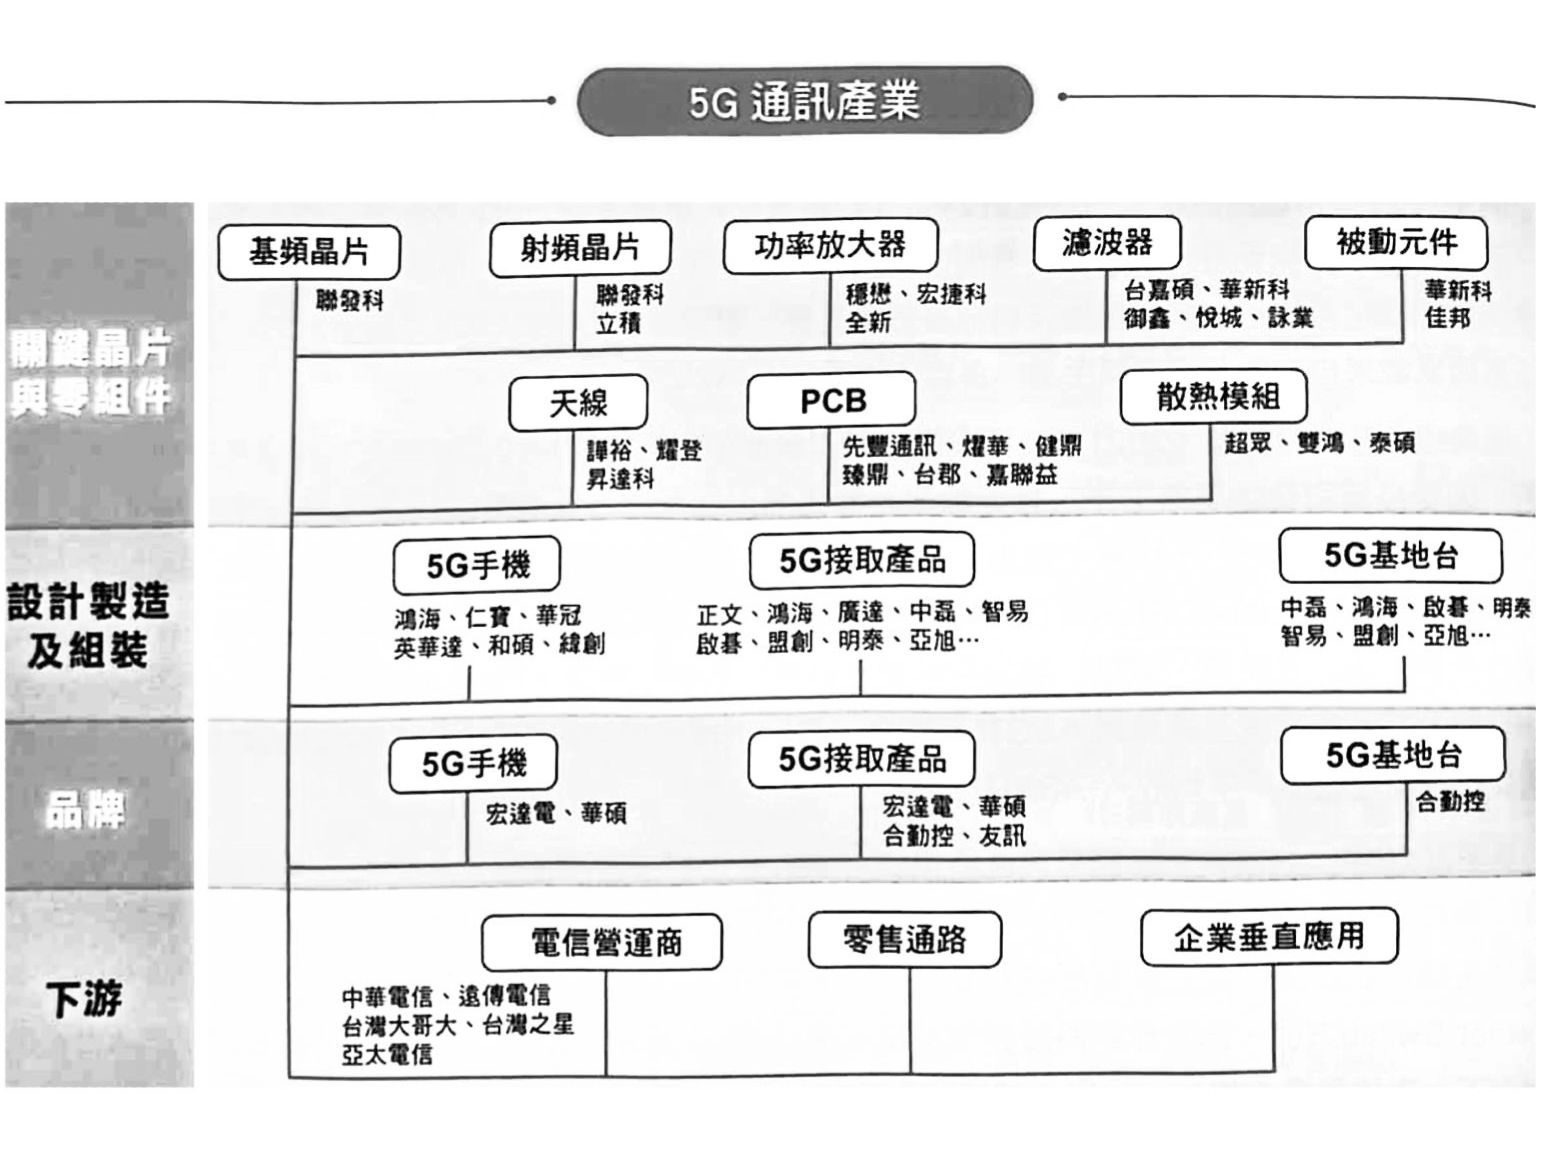 5G 通訊產業
關鍵晶片
與零組件
基頻晶片
聯發科
射頻晶片
聯發科
立積
功率放大器
穩懋、宏捷科
全新
濾波器
台嘉碩、華新科
御鑫、悅城、詠業
被動元件
華新科
佳邦
天線
譁裕、耀登
昇達科
PCB
先豐通訊、燿華、健鼎
臻鼎、台郡、嘉聯益
散熱模組
超眾、雙鴻、泰碩
設計製造
及組裝
5G手機
鴻海、仁寶、華冠
英華達、和碩、緯創
5G接取產品
正文、鴻海、廣達、中磊、智易
啟碁、盟創、明泰、亞旭…
5G基地台
中磊、鴻海、啟碁、明泰
智易、盟創、亞旭…
品牌
5G手機
宏達電、華碩
5G接取產品
宏達電、華碩
合勤控、友訊
5G基地台
合勤控
下游
電信營運商
中華電信、遠傳電信
台灣大哥大、台灣之星
亞太電信
零售通路
企業垂直應用